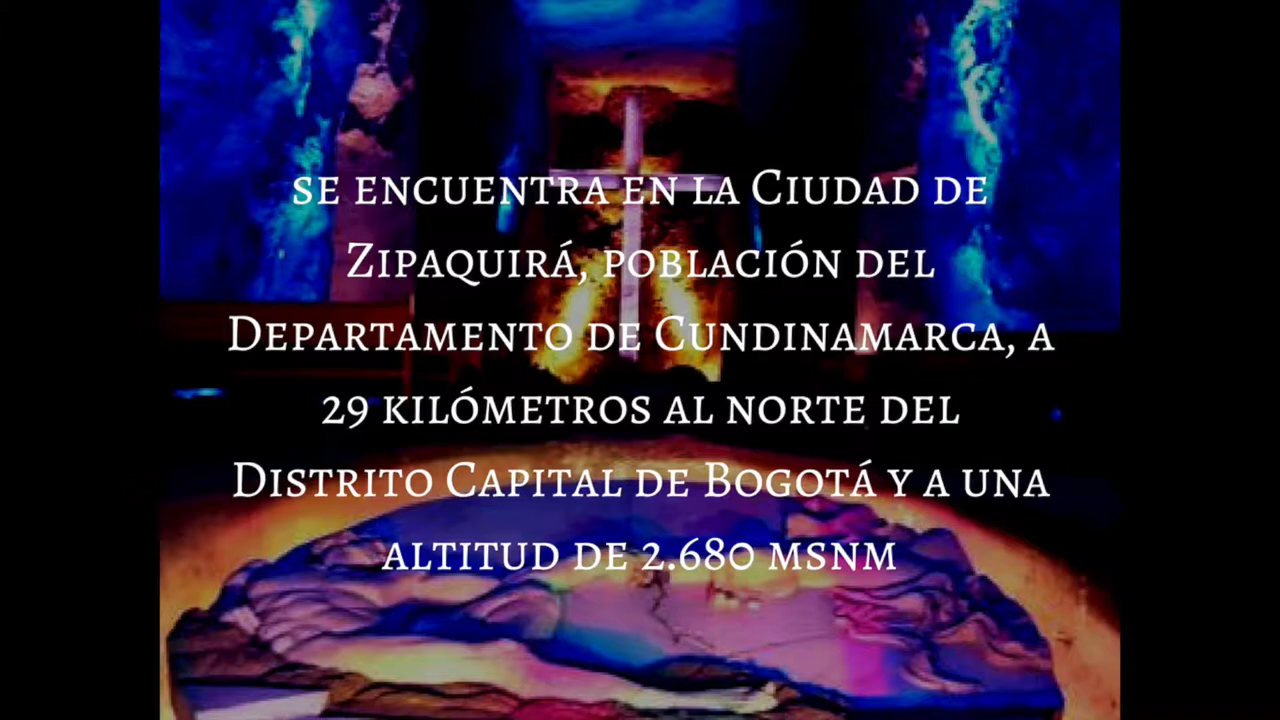 se encuentra en la Ciudad de
Zipaquirá, población del
Departamento de Cundinamarca, a
29 kilómetros al norte del
Distrito Capital de Bogotá y a una
altitud de 2.680 msnm